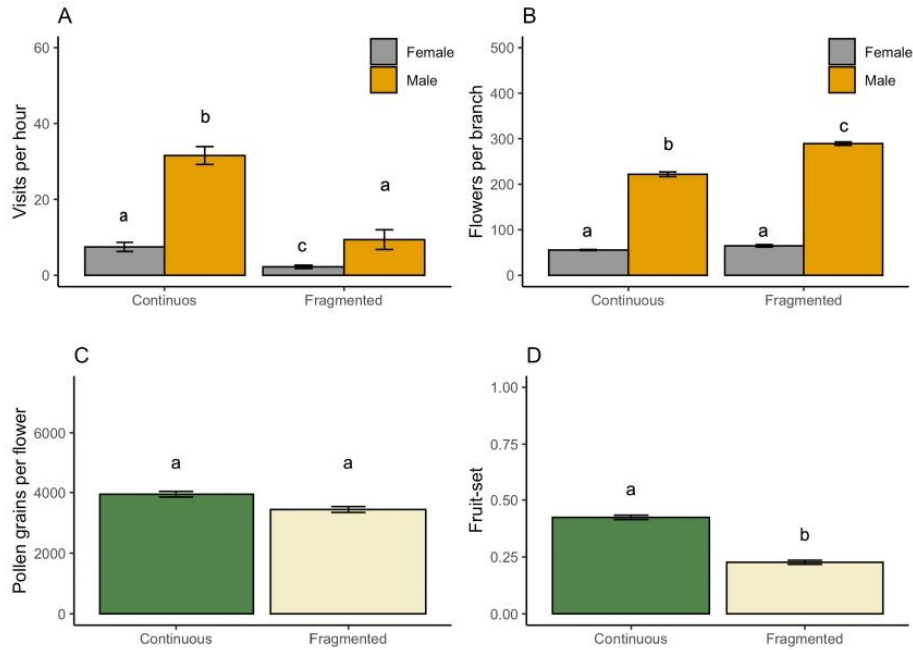 A
Visits per hour
60
40
20
0
Female
Male
a
b
c
a
Continuos
Fragmented
B
Flowers per branch
500
400
300
200
100
0
Female
Male
a
b
a
c
Continuous
Fragmented
C
Pollen grains per flower
6000
4000
2000
0
a
a
Continuous
Fragmented
D
Fruit-set
1.00
0.75
0.50
0.25
0.00
a
b
Continuous
Fragmented